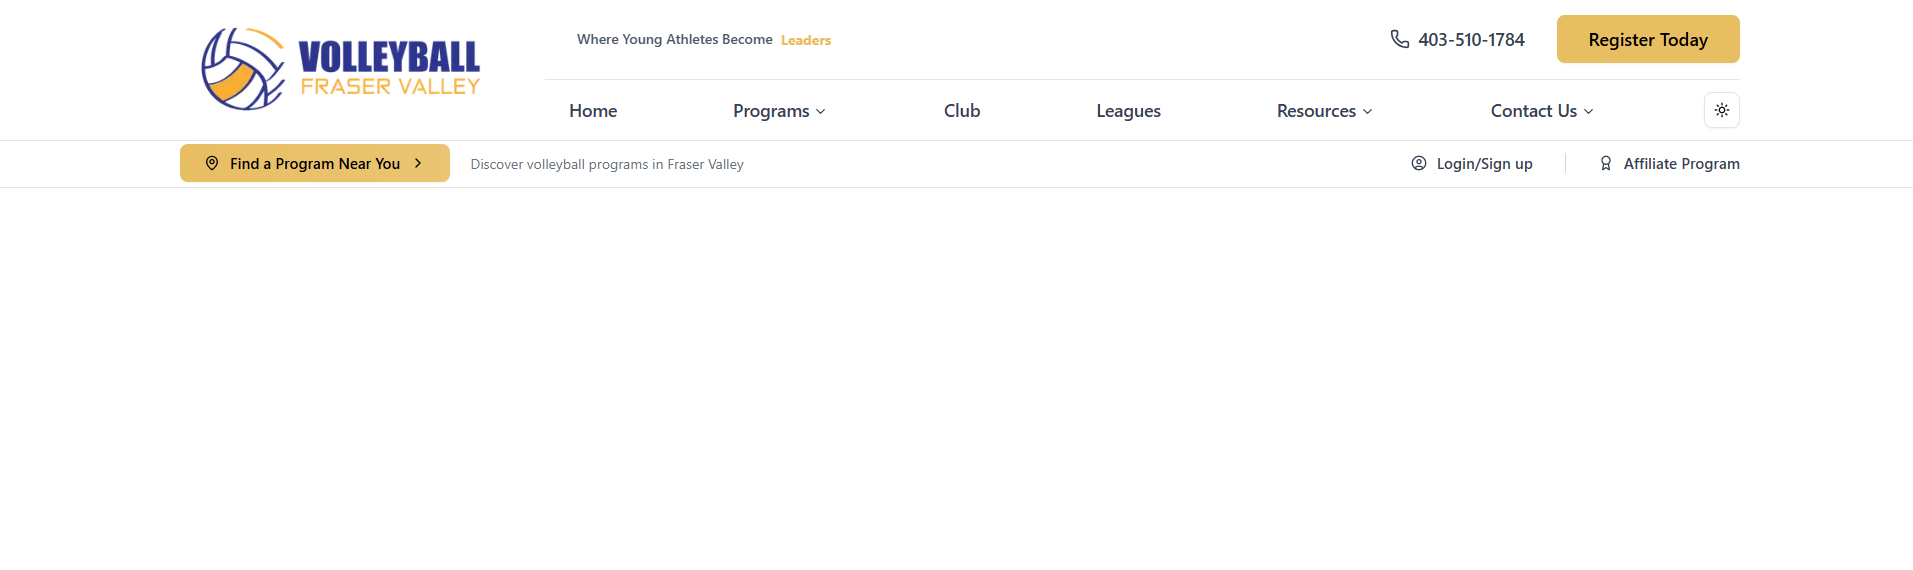 VOLLEYBALL
FRASER VALLEY
Where Young Athletes Become Leaders
403-510-1784
Register Today
Home
Programs
Club
Leagues
Resources
Contact Us
Find a Program Near You
Discover volleyball programs in Fraser Valley
Login/Sign up
Affiliate Program